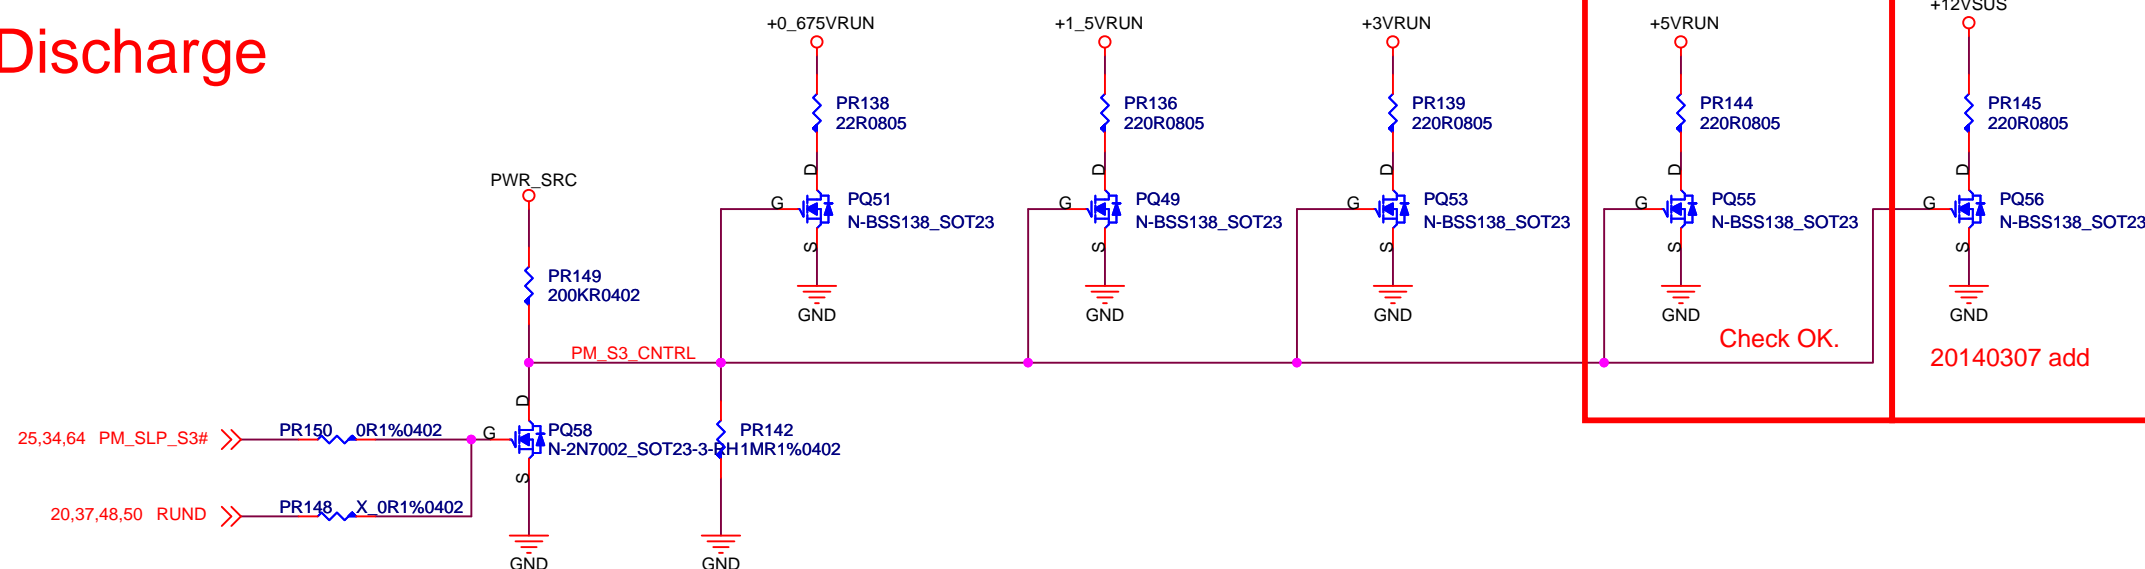 Discharge
+0_675VRUN
+1_5VRUN
+3VRUN
+5VRUN
+12VSUS
PR138
22R0805
PR136
220R0805
PR139
220R0805
PR144
220R0805
PR145
220R0805
D
D
D
D
D
PWR_SRC
G
PQ51
N-BSS138_SOT23
G
PQ49
N-BSS138_SOT23
G
PQ53
N-BSS138_SOT23
G
PQ55
N-BSS138_SOT23
G
PQ56
N-BSS138_SOT23
S
S
S
S
S
PR149
200KR0402
GND
GND
GND
GND
GND
PM_S3_CNTRL
Check OK.
20140307 add
D
25,34,64 PM_SLP_S3#
PR150
0R1%0402
G
PQ58
N-2N7002_SOT23-3-RH
PR142
1MR1%0402
S
20,37,48,50 RUND
PR148
X_0R1%0402
GND
GND